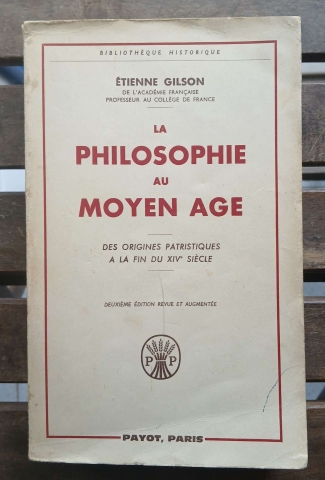 BIBLIOTHÈQUE HISTORIQUE
ÉTIENNE GILSON
DE L'ACADÉMIE FRANÇAISE
PROFESSEUR AU COLLÈGE DE FRANCE
LA
PHILOSOPHIE
AU
MOYEN AGE
DES ORIGINES PATRISTIQUES
A LA FIN DU XIVe SIÈCLE
DEUXIÈME ÉDITION REVUE ET AUGMENTÉE
P P
PAYOT, PARIS